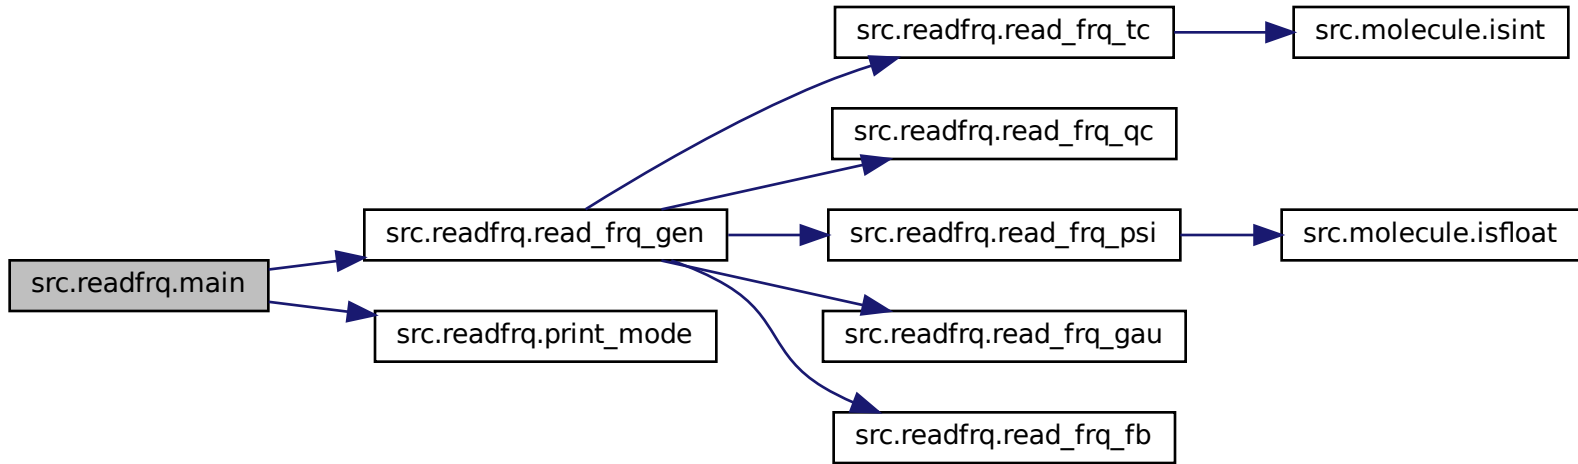 src.readfrq.read_frq_tc
src.molecule.isint
src.readfrq.read_frq_qc
src.readfrq.read_frq_gen
src.readfrq.read_frq_psi
src.molecule.isfloat
src.readfrq.main
src.readfrq.print_mode
src.readfrq.read_frq_gau
src.readfrq.read_frq_fb